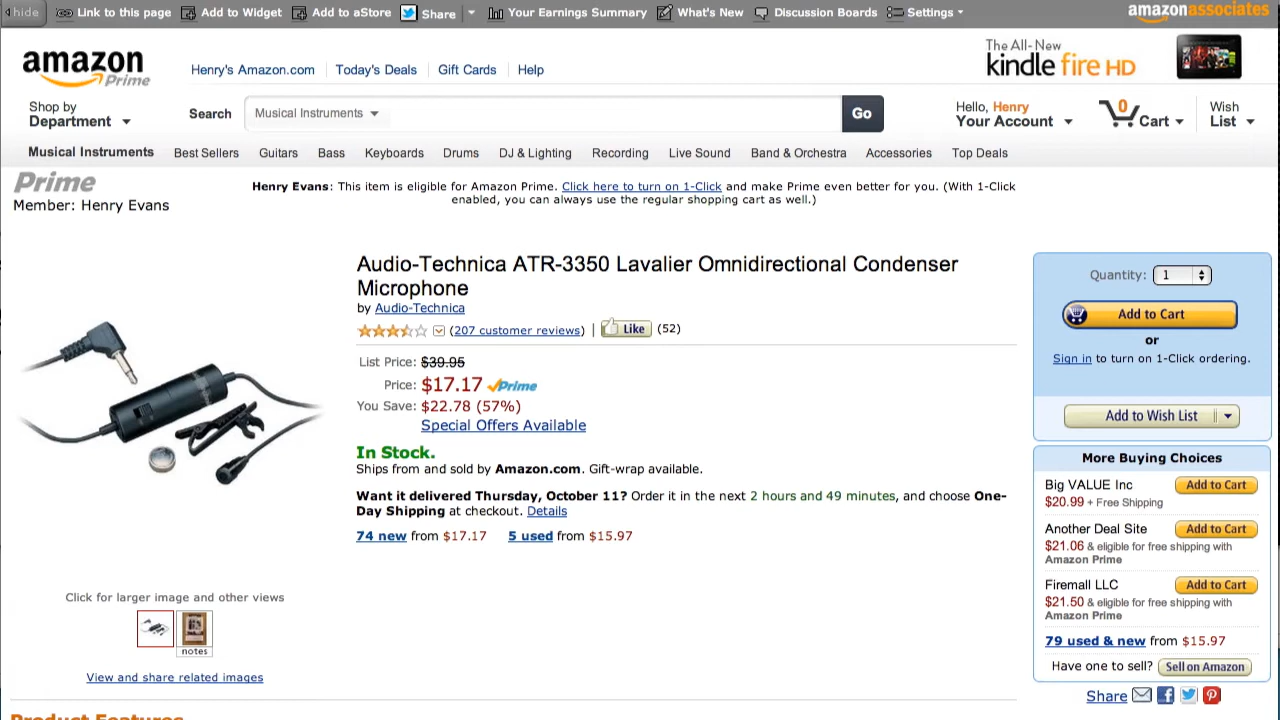 hide Link to this page Add to Widget Add to aStore Share Your Earnings Summary What's New Discussion Boards Settings amazonassociates
amazon Prime
Henry's Amazon.com Today's Deals Gift Cards Help
The All-New
kindle fire HD
Shop by
Department
Search Musical Instruments Go
Hello, Henry
Your Account
0
Cart
Wish
List
Musical Instruments Best Sellers Guitars Bass Keyboards Drums DJ & Lighting Recording Live Sound Band & Orchestra Accessories Top Deals
Prime
Member: Henry Evans
Henry Evans: This item is eligible for Amazon Prime. Click here to turn on 1-Click and make Prime even better for you. (With 1-Click
enabled, you can always use the regular shopping cart as well.)
Audio-Technica ATR-3350 Lavalier Omnidirectional Condenser
Microphone
by Audio-Technica
(207 customer reviews) | Like (52)
List Price: $39.95
Price: $17.17 Prime
You Save: $22.78 (57%)
Special Offers Available
In Stock.
Ships from and sold by Amazon.com. Gift-wrap available.
Want it delivered Thursday, October 11? Order it in the next 2 hours and 49 minutes, and choose One-
Day Shipping at checkout. Details
74 new from $17.17 5 used from $15.97
Click for larger image and other views
notes
View and share related images
Quantity: 1
Add to Cart
or
Sign in to turn on 1-Click ordering.
Add to Wish List
More Buying Choices
Big VALUE Inc Add to Cart
$20.99 + Free Shipping
Another Deal Site Add to Cart
$21.06 & eligible for free shipping with
Amazon Prime
Firemall LLC Add to Cart
$21.50 & eligible for free shipping with
Amazon Prime
79 used & new from $15.97
Have one to sell? Sell on Amazon
Share
Product Features